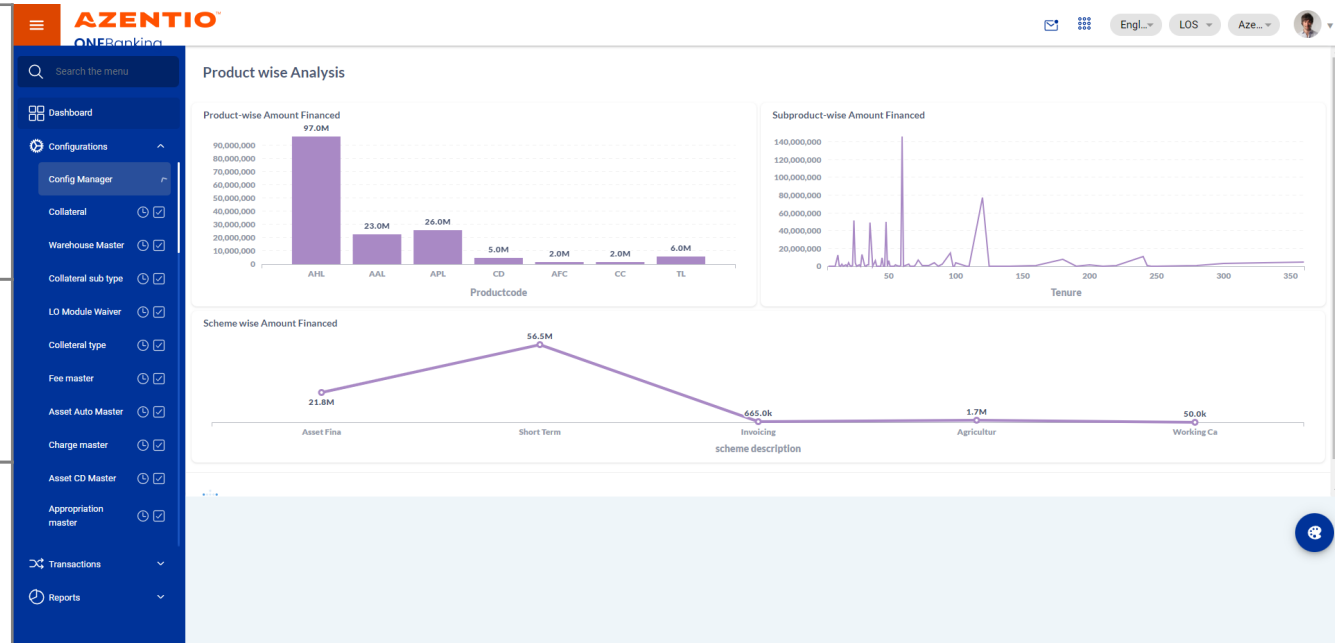 AZENTIO
ONEBanking
Engl...
LOS
Aze...
Search the menu
Dashboard
Configurations
Config Manager
Collateral
Warehouse Master
Collateral sub type
LO Module Waiver
Colleteral type
Fee master
Asset Auto Master
Charge master
Asset CD Master
Appropriation
master
Transactions
Reports
Product wise Analysis
Product-wise Amount Financed
97.0M
90,000,000
80,000,000
70,000,000
60,000,000
50,000,000
40,000,000
30,000,000
20,000,000
10,000,000
0
23.0M
26.0M
5.0M
2.0M
2.0M
6.0M
AHL
AAL
APL
CD
AFC
CC
TL
Productcode
Subproduct-wise Amount Financed
140,000,000
120,000,000
100,000,000
80,000,000
60,000,000
40,000,000
20,000,000
0
50
100
150
200
250
300
350
Tenure
Scheme wise Amount Financed
21.8M
56.5M
665.0k
1.7M
50.0k
Asset Fina
Short Term
Invoicing
Agricultur
Working Ca
scheme description